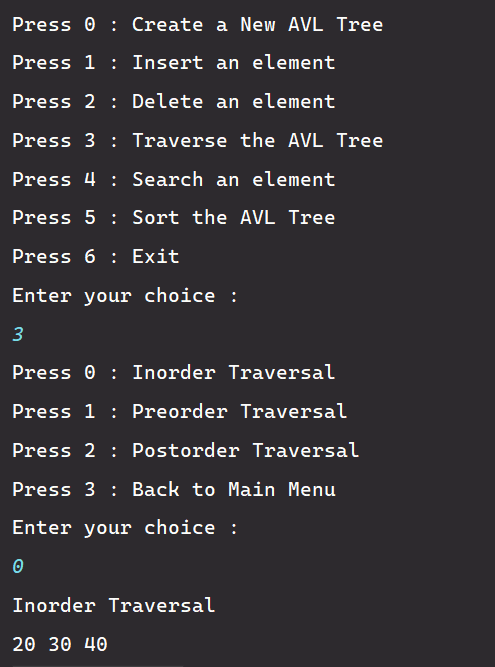 Press 0 : Create a New AVL Tree
Press 1 : Insert an element
Press 2 : Delete an element
Press 3 : Traverse the AVL Tree
Press 4 : Search an element
Press 5 : Sort the AVL Tree
Press 6 : Exit
Enter your choice :
3
Press 0 : Inorder Traversal
Press 1 : Preorder Traversal
Press 2 : Postorder Traversal
Press 3 : Back to Main Menu
Enter your choice :
0
Inorder Traversal
20 30 40